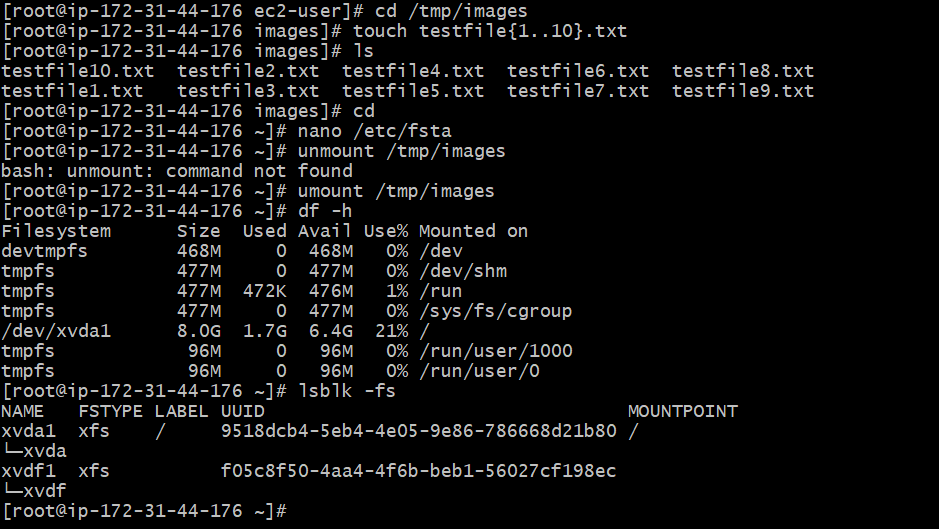 [root@ip-172-31-44-176 ec2-user]# cd /tmp/images
[root@ip-172-31-44-176 images]# touch testfile{1..10}.txt
[root@ip-172-31-44-176 images]# ls
testfile10.txt  testfile2.txt  testfile4.txt  testfile6.txt  testfile8.txt
testfile1.txt   testfile3.txt  testfile5.txt  testfile7.txt  testfile9.txt
[root@ip-172-31-44-176 images]# cd
[root@ip-172-31-44-176 ~]# nano /etc/fsta
[root@ip-172-31-44-176 ~]# unmount /tmp/images
bash: unmount: command not found
[root@ip-172-31-44-176 ~]# umount /tmp/images
[root@ip-172-31-44-176 ~]# df -h
Filesystem      Size  Used Avail Use% Mounted on
devtmpfs        468M     0  468M   0% /dev
tmpfs           477M     0  477M   0% /dev/shm
tmpfs           477M  472K  476M   1% /run
tmpfs           477M     0  477M   0% /sys/fs/cgroup
/dev/xvda1      8.0G  1.7G  6.4G  21% /
tmpfs            96M     0   96M   0% /run/user/1000
tmpfs            96M     0   96M   0% /run/user/0
[root@ip-172-31-44-176 ~]# lsblk -fs
NAME   FSTYPE LABEL UUID                                 MOUNTPOINT
xvda1  xfs    /     9518dcb4-5eb4-4e05-9e86-786668d21b80 /
└─xvda
xvdf1  xfs          f05c8f50-4aa4-4f6b-beb1-56027cf198ec
└─xvdf
[root@ip-172-31-44-176 ~]#